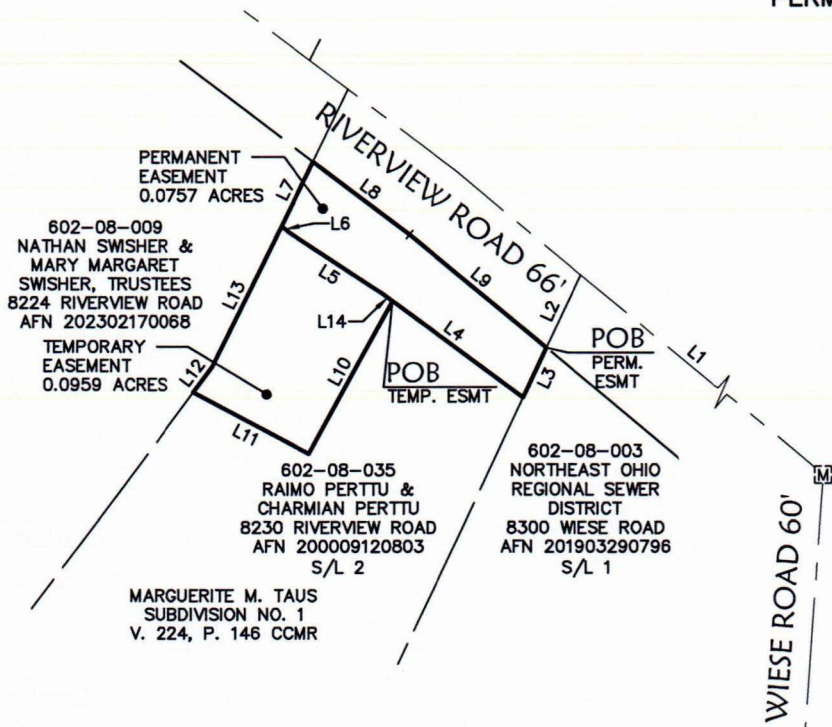 PERM
RIVERVIEW ROAD 66'
PERMANENT
EASEMENT
0.0757 ACRES
L7
L8
L6
602-08-009
NATHAN SWISHER &
MARY MARGARET
SWISHER, TRUSTEES
8224 RIVERVIEW ROAD
AFN 202302170068
L13
L5
L9
L2
L14
L4
POB
PERM.
ESMT
L1
TEMPORARY
EASEMENT
0.0959 ACRES
L12
L10
POB
TEMP. ESMT
L3
L11
602-08-035
RAIMO PERTTU &
CHARMIAN PERTTU
8230 RIVERVIEW ROAD
AFN 200009120803
S/L 2
602-08-003
NORTHEAST OHIO
REGIONAL SEWER
DISTRICT
8300 WIESE ROAD
AFN 201903290796
S/L 1
M
MARGUERITE M. TAUS
SUBDIVISION NO. 1
V. 224, P. 146 CCMR
WIESE ROAD 60'